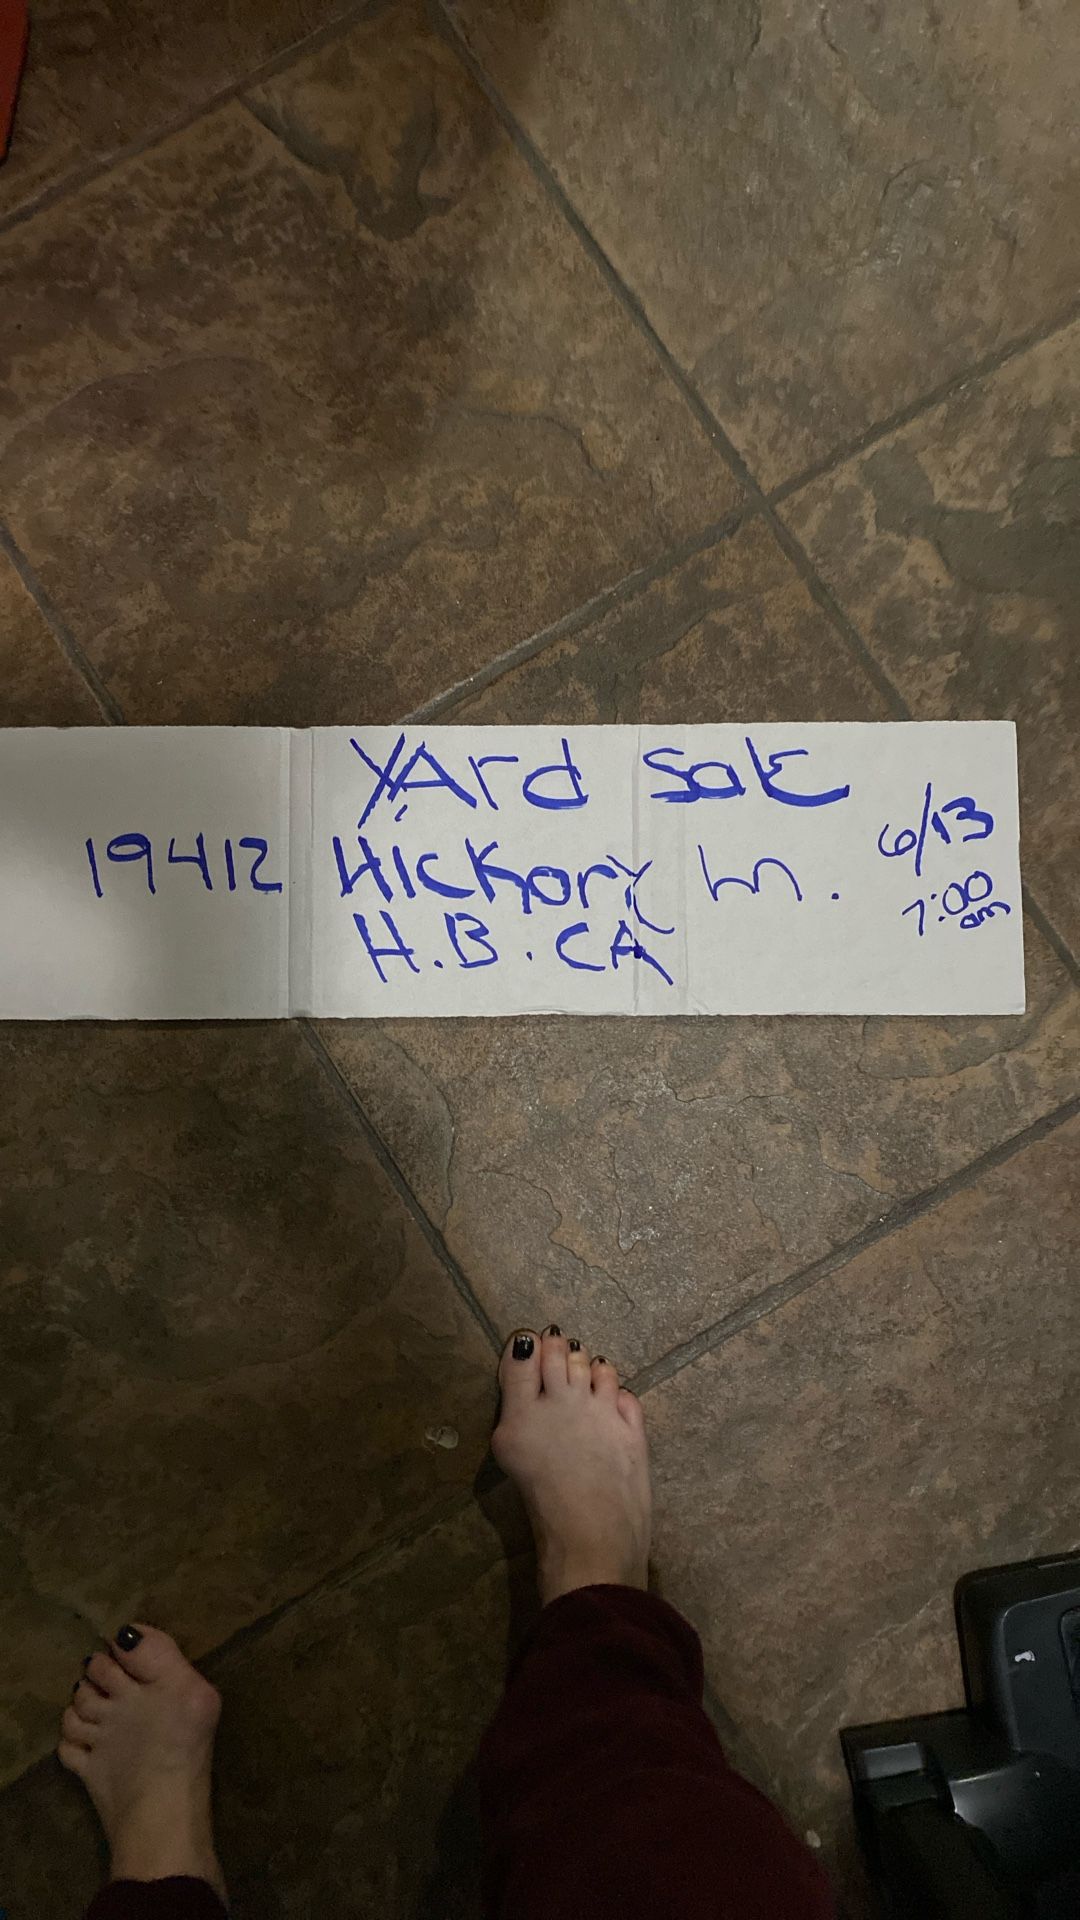 YArd Sale
19412 HIckory ln.
H.B. CA
6/13
7:00
am